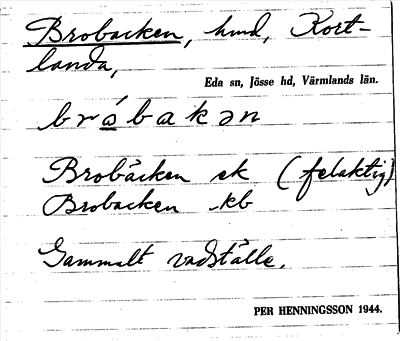 Brobacken, hmd, Kort-
landa,
Eda sn, Jösse hd, Värmlands län.
bråbakən
Brobäcken ek (felaktig)
Brobacken kb
Gammalt vadställe.
PER HENNINGSSON 1944.